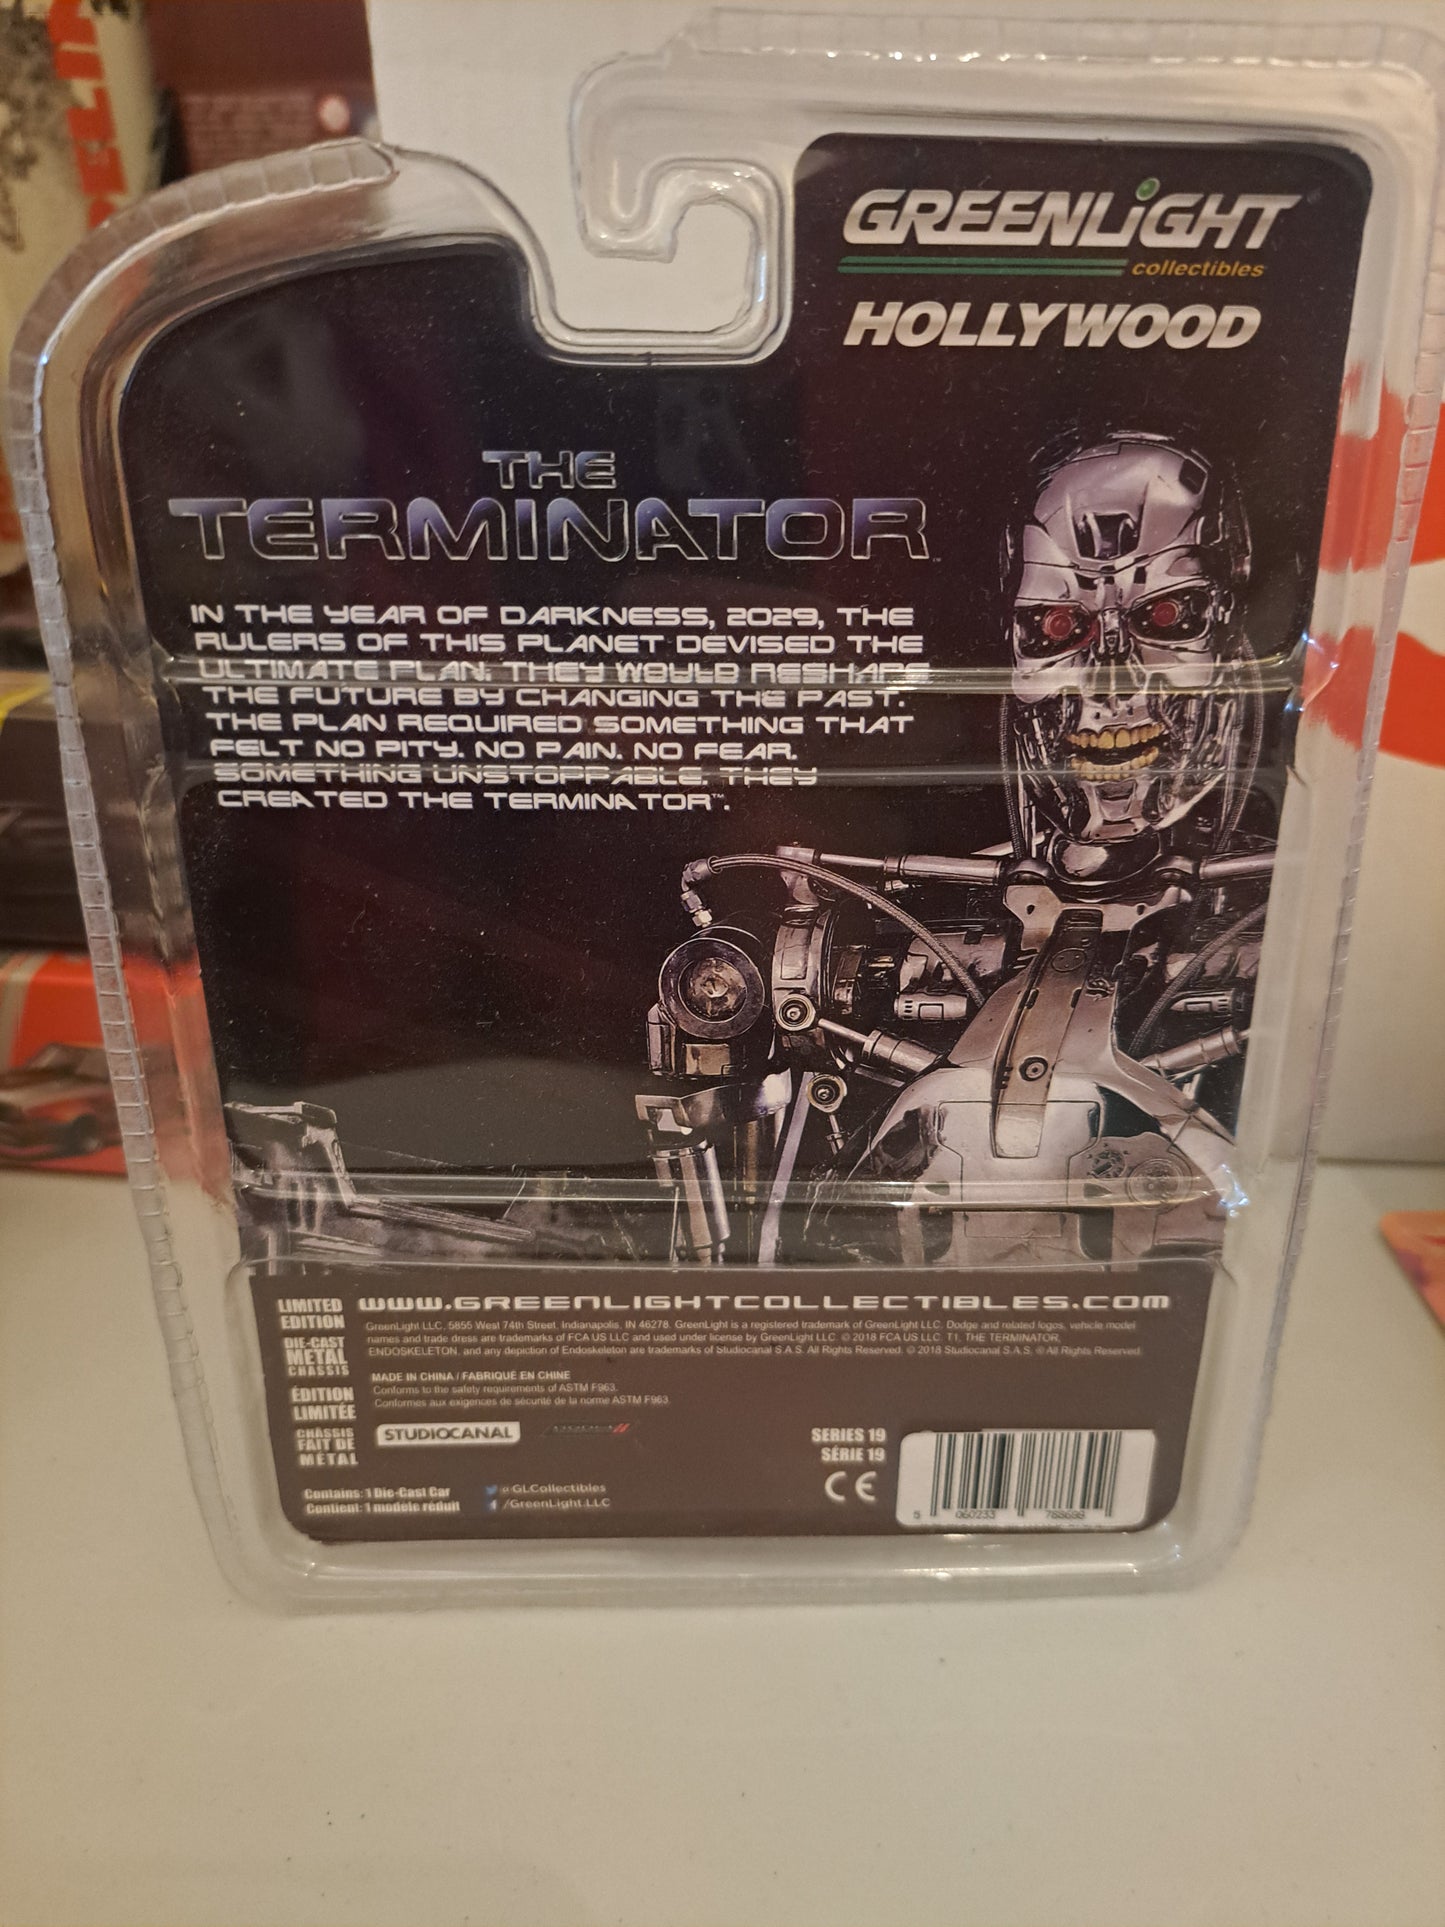 GREENLiGHT
collectibles
HOLLYWOOD
THE
TERMINATOR
IN THE YEAR OF DARKNESS, 2029, THE
RULERS OF THIS PLANET DEVISED THE
ULTIMATE PLAN. THEY WOULD RESHAPE
THE FUTURE BY CHANGING THE PAST.
THE PLAN REQUIRED SOMETHING THAT
FELT NO PITY. NO PAIN. NO FEAR.
SOMETHING UNSTOPPABLE. THEY
CREATED THE TERMINATOR™.
LIMITED
EDITION
DIE-CAST
METAL
CHASSIS
ÉDITION
LIMITÉE
CHÂSSIS
FAIT DE
MÉTAL
WWW.GREENLIGHTCOLLECTIBLES.COM
GreenLight LLC, 5855 West 74th Street, Indianapolis, IN 46278. GreenLight is a registered trademark of GreenLight LLC. Dodge and related logos, vehicle model
names and trade dress are trademarks of FCA US LLC and used under license by GreenLight LLC. © 2018 FCA US LLC. T1, THE TERMINATOR,
ENDOSKELETON, and any depiction of Endoskeleton are trademarks of Studiocanal S.A.S. All Rights Reserved. © 2018 Studiocanal S.A.S. ® All Rights Reserved.
MADE IN CHINA / FABRIQUÉ EN CHINE
Conforms to the safety requirements of ASTM F963.
Conformes aux exigences de sécurité de la norme ASTM F963.
STUDIOCANAL
SERIES 19
SÉRIE 19
CE
Contains: 1 Die-Cast Car
Contient: 1 modèle réduit
@GLCollectibles
/GreenLight.LLC
5 060233